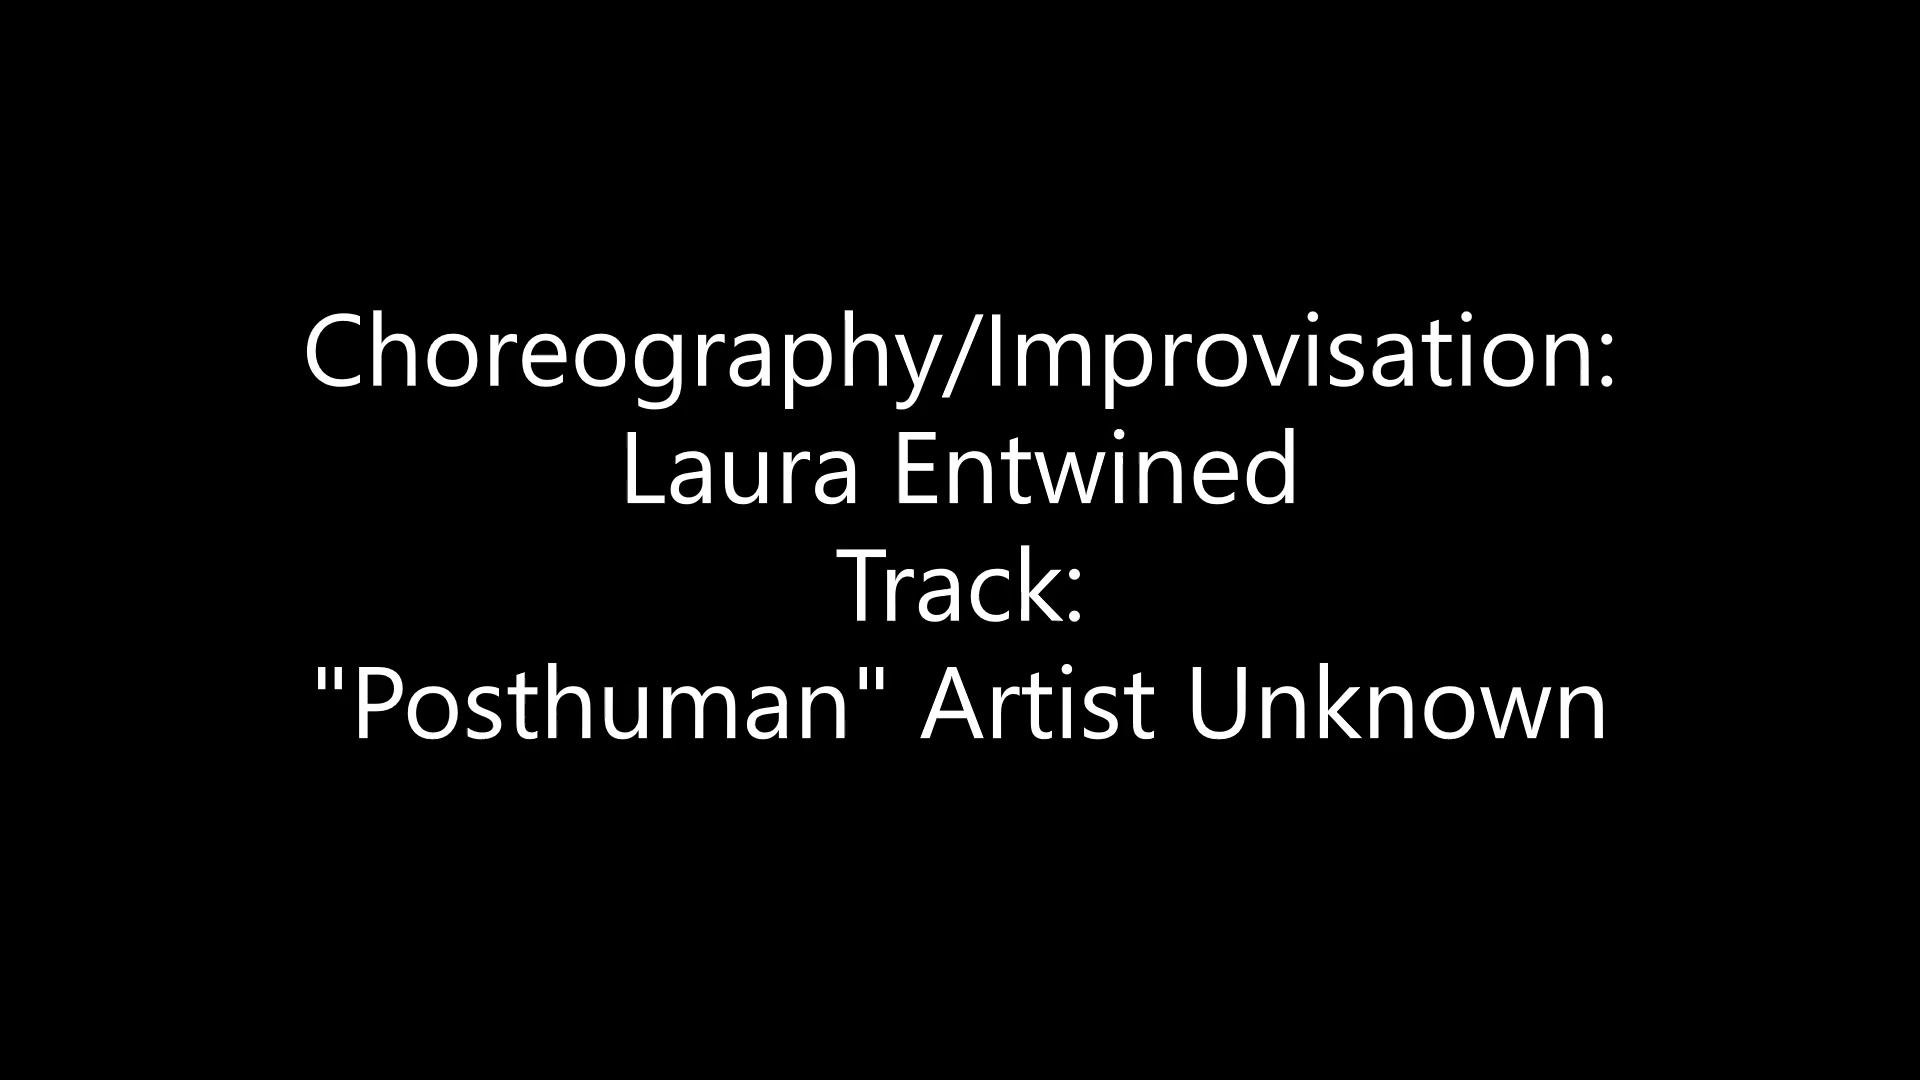 Choreography/Improvisation:
Laura Entwined
Track:
"Posthuman" Artist Unknown